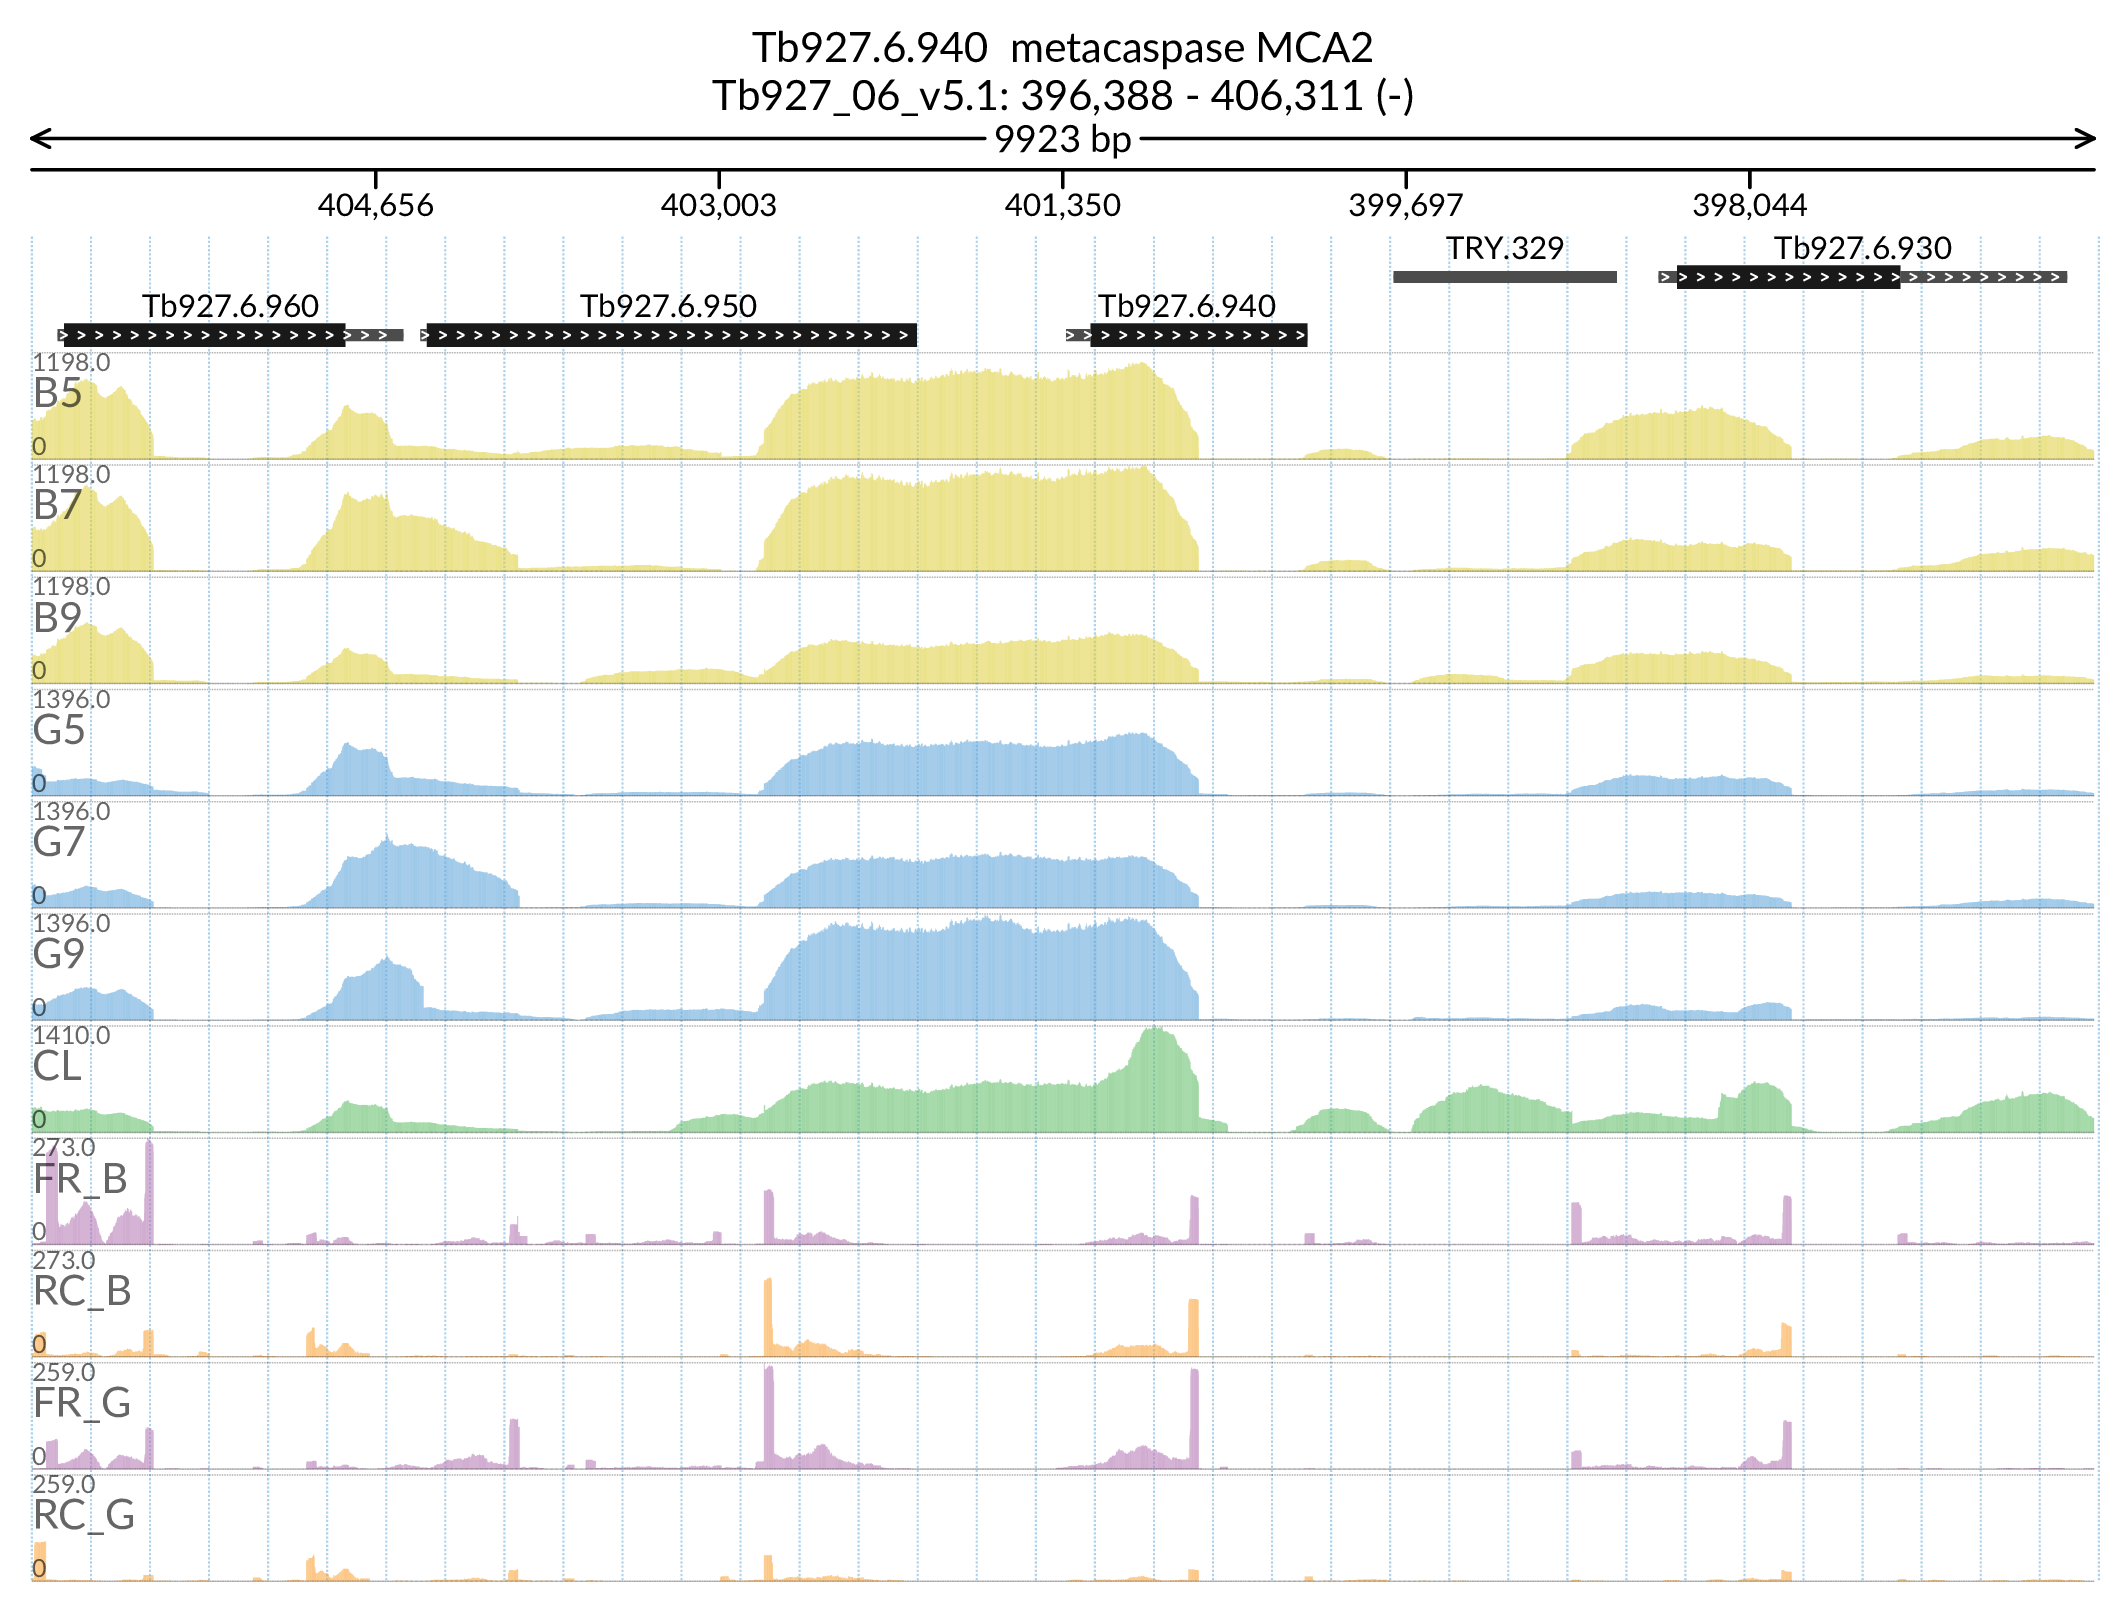 Tb927.6.940  metacaspase MCA2
Tb927_06_v5.1: 396,388 - 406,311 (-)
9923 bp
404,656 403,003 401,350 399,697 398,044
TRY.329 Tb927.6.930
Tb927.6.960 Tb927.6.950 Tb927.6.940
1198.0
B5
0
1198.0
B7
0
1198.0
B9
0
1396.0
G5
0
1396.0
G7
0
1396.0
G9
0
1410.0
CL
0
273.0
FR_B
0
273.0
RC_B
0
259.0
FR_G
0
259.0
RC_G
0